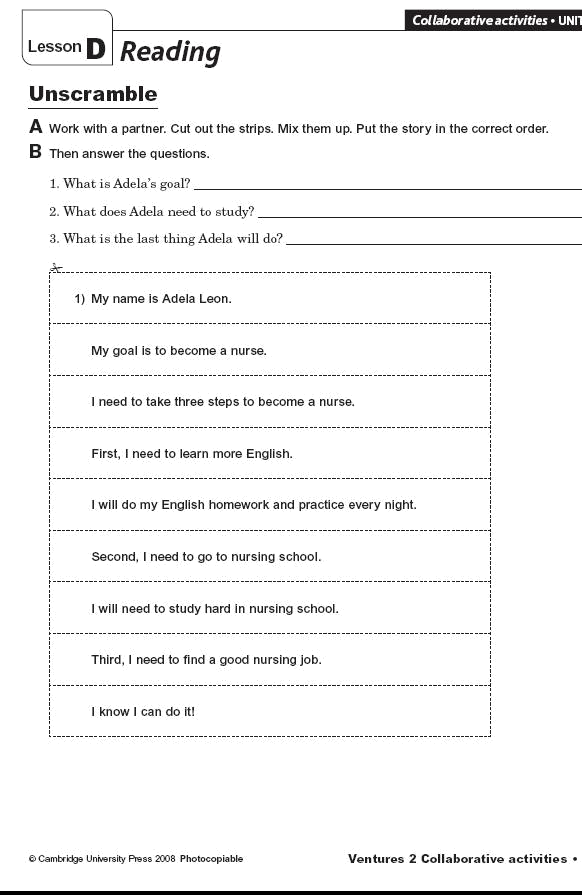 Collaborative activities • UNIT
Lesson D Reading
Unscramble
A Work with a partner. Cut out the strips. Mix them up. Put the story in the correct order.
B Then answer the questions.
1. What is Adela's goal?
2. What does Adela need to study?
3. What is the last thing Adela will do?
1) My name is Adela Leon.
My goal is to become a nurse.
I need to take three steps to become a nurse.
First, I need to learn more English.
I will do my English homework and practice every night.
Second, I need to go to nursing school.
I will need to study hard in nursing school.
Third, I need to find a good nursing job.
I know I can do it!
© Cambridge University Press 2008 Photocopiable
Ventures 2 Collaborative activities •